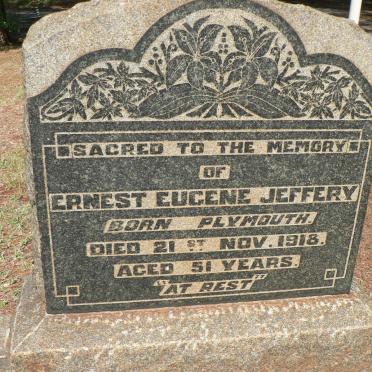 SACRED TO THE MEMORY
OF
ERNEST EUGENE JEFFERY
BORN PLYMOUTH.
DIED 21ST NOV. 1918.
AGED 51 YEARS.
"AT REST"